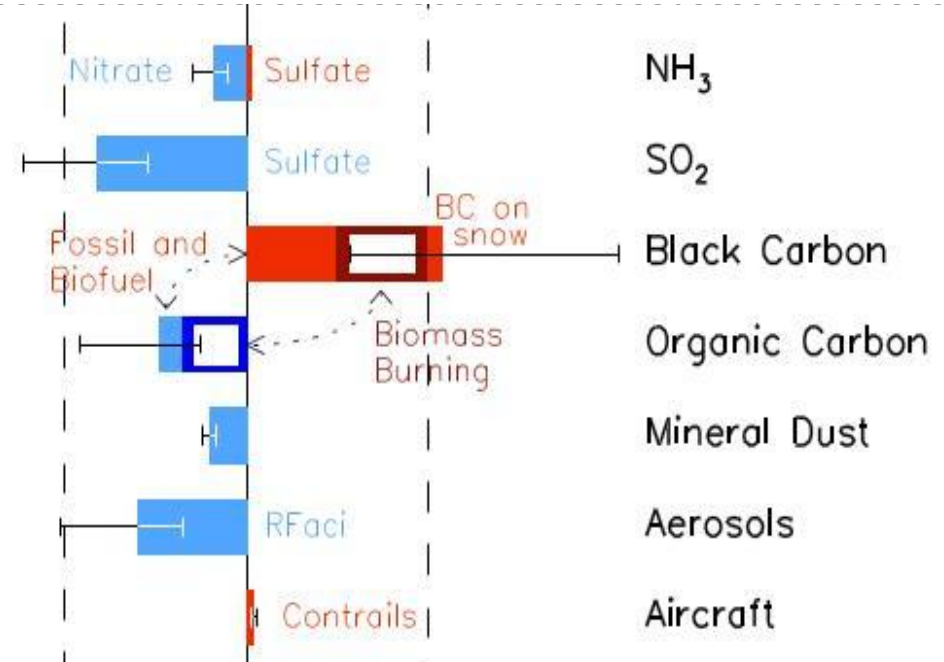 Nitrate Sulfate NH₃
Sulfate SO₂
BC on
snow
Fossil and
Biofuel
Black Carbon
Biomass
Burning
Organic Carbon
Mineral Dust
RFaci Aerosols
Contrails Aircraft